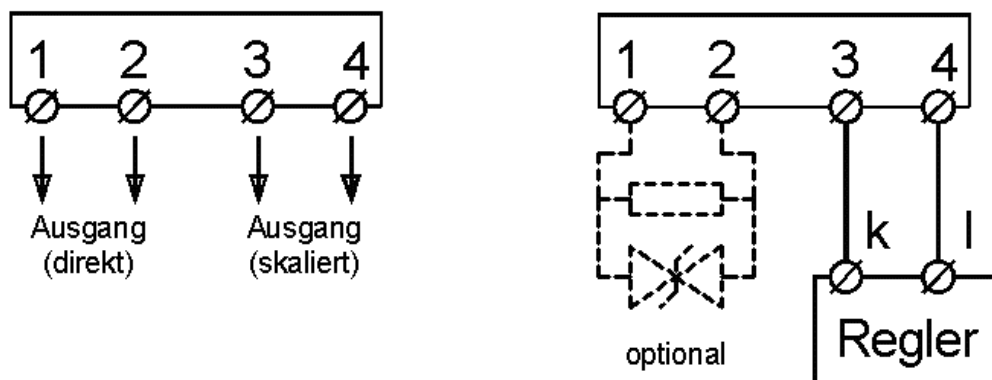 1 2 3 4
Ausgang
(direkt)
Ausgang
(skaliert)
1 2 3 4
k l
Regler
optional